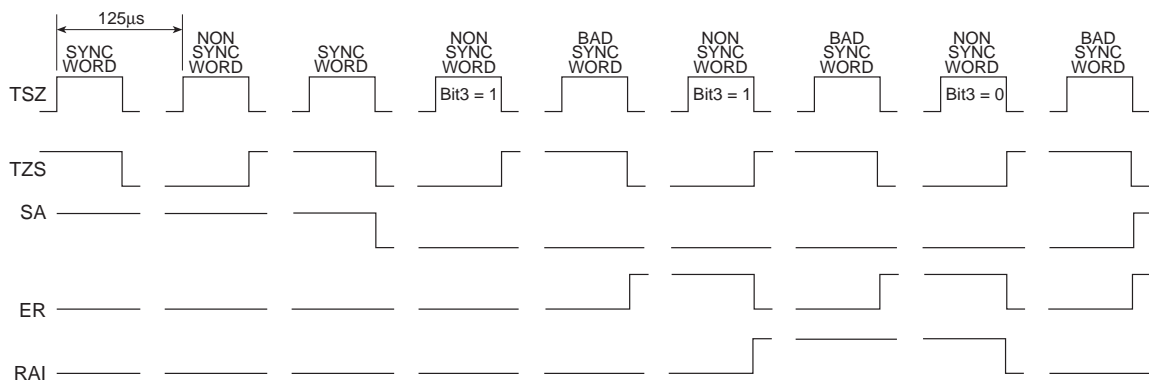 125μs
SYNC
WORD
NON
SYNC
WORD
SYNC
WORD
NON
SYNC
WORD
BAD
SYNC
WORD
NON
SYNC
WORD
BAD
SYNC
WORD
NON
SYNC
WORD
BAD
SYNC
WORD
TSZ
Bit3 = 1
Bit3 = 1
Bit3 = 0
TZS
SA
ER
RAI